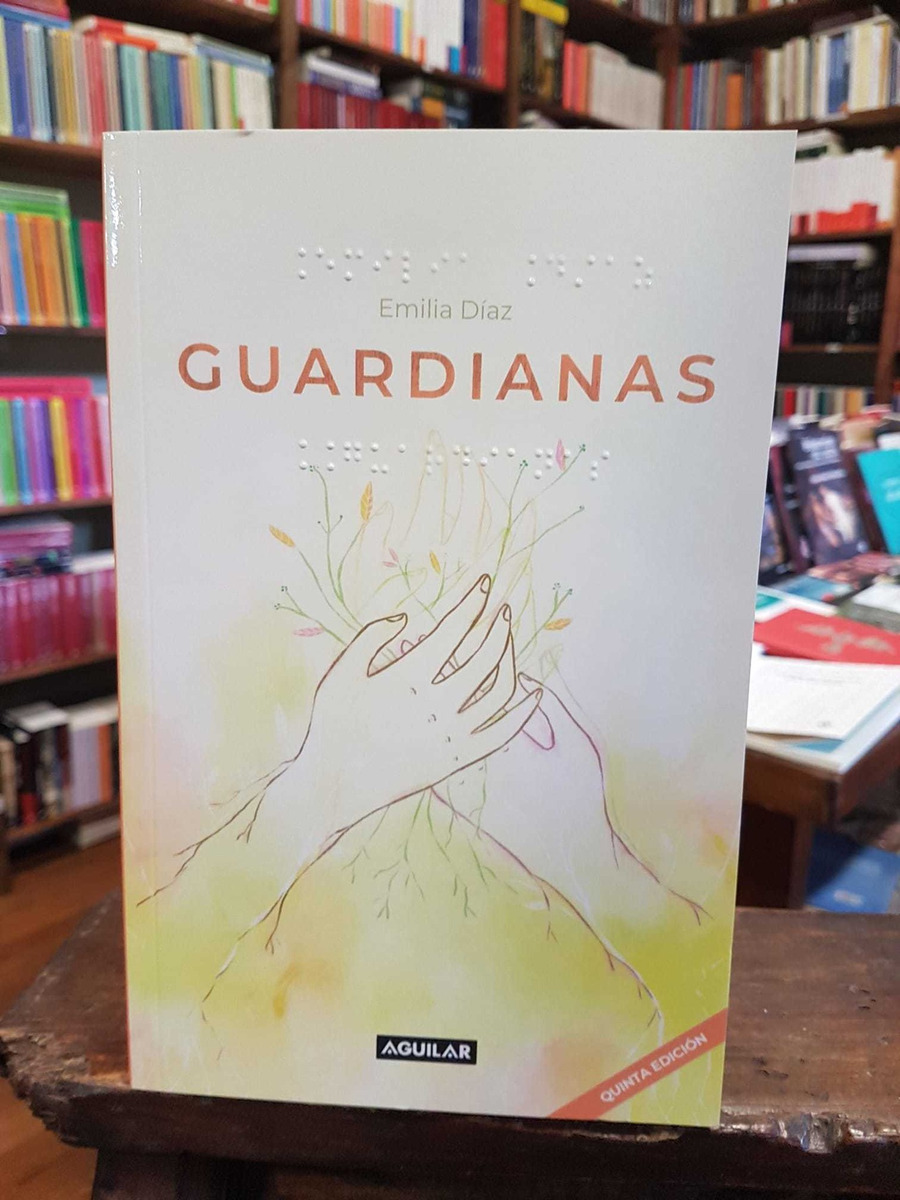 Emilia Díaz
GUARDIANAS
AGUILAR
QUINTA EDICIÓN